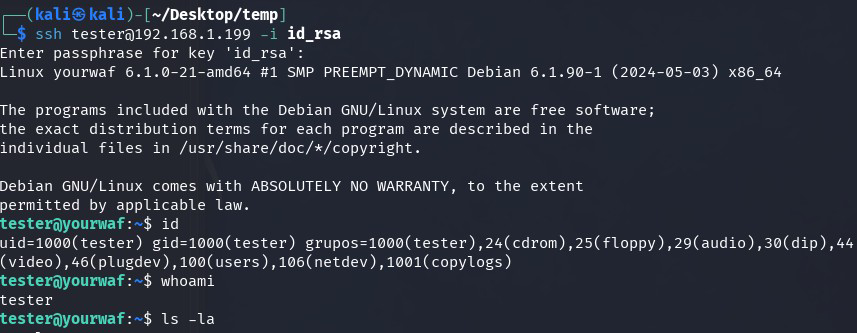 ┌──(kali㉿kali)-[~/Desktop/temp]
└─$ ssh tester@192.168.1.199 -i id_rsa
Enter passphrase for key 'id_rsa':
Linux yourwaf 6.1.0-21-amd64 #1 SMP PREEMPT_DYNAMIC Debian 6.1.90-1 (2024-05-03) x86_64

The programs included with the Debian GNU/Linux system are free software;
the exact distribution terms for each program are described in the
individual files in /usr/share/doc/*/copyright.

Debian GNU/Linux comes with ABSOLUTELY NO WARRANTY, to the extent
permitted by applicable law.
tester@yourwaf:~$ id
uid=1000(tester) gid=1000(tester) grupos=1000(tester),24(cdrom),25(floppy),29(audio),30(dip),44
(video),46(plugdev),100(users),106(netdev),1001(copylogs)
tester@yourwaf:~$ whoami
tester
tester@yourwaf:~$ ls -la